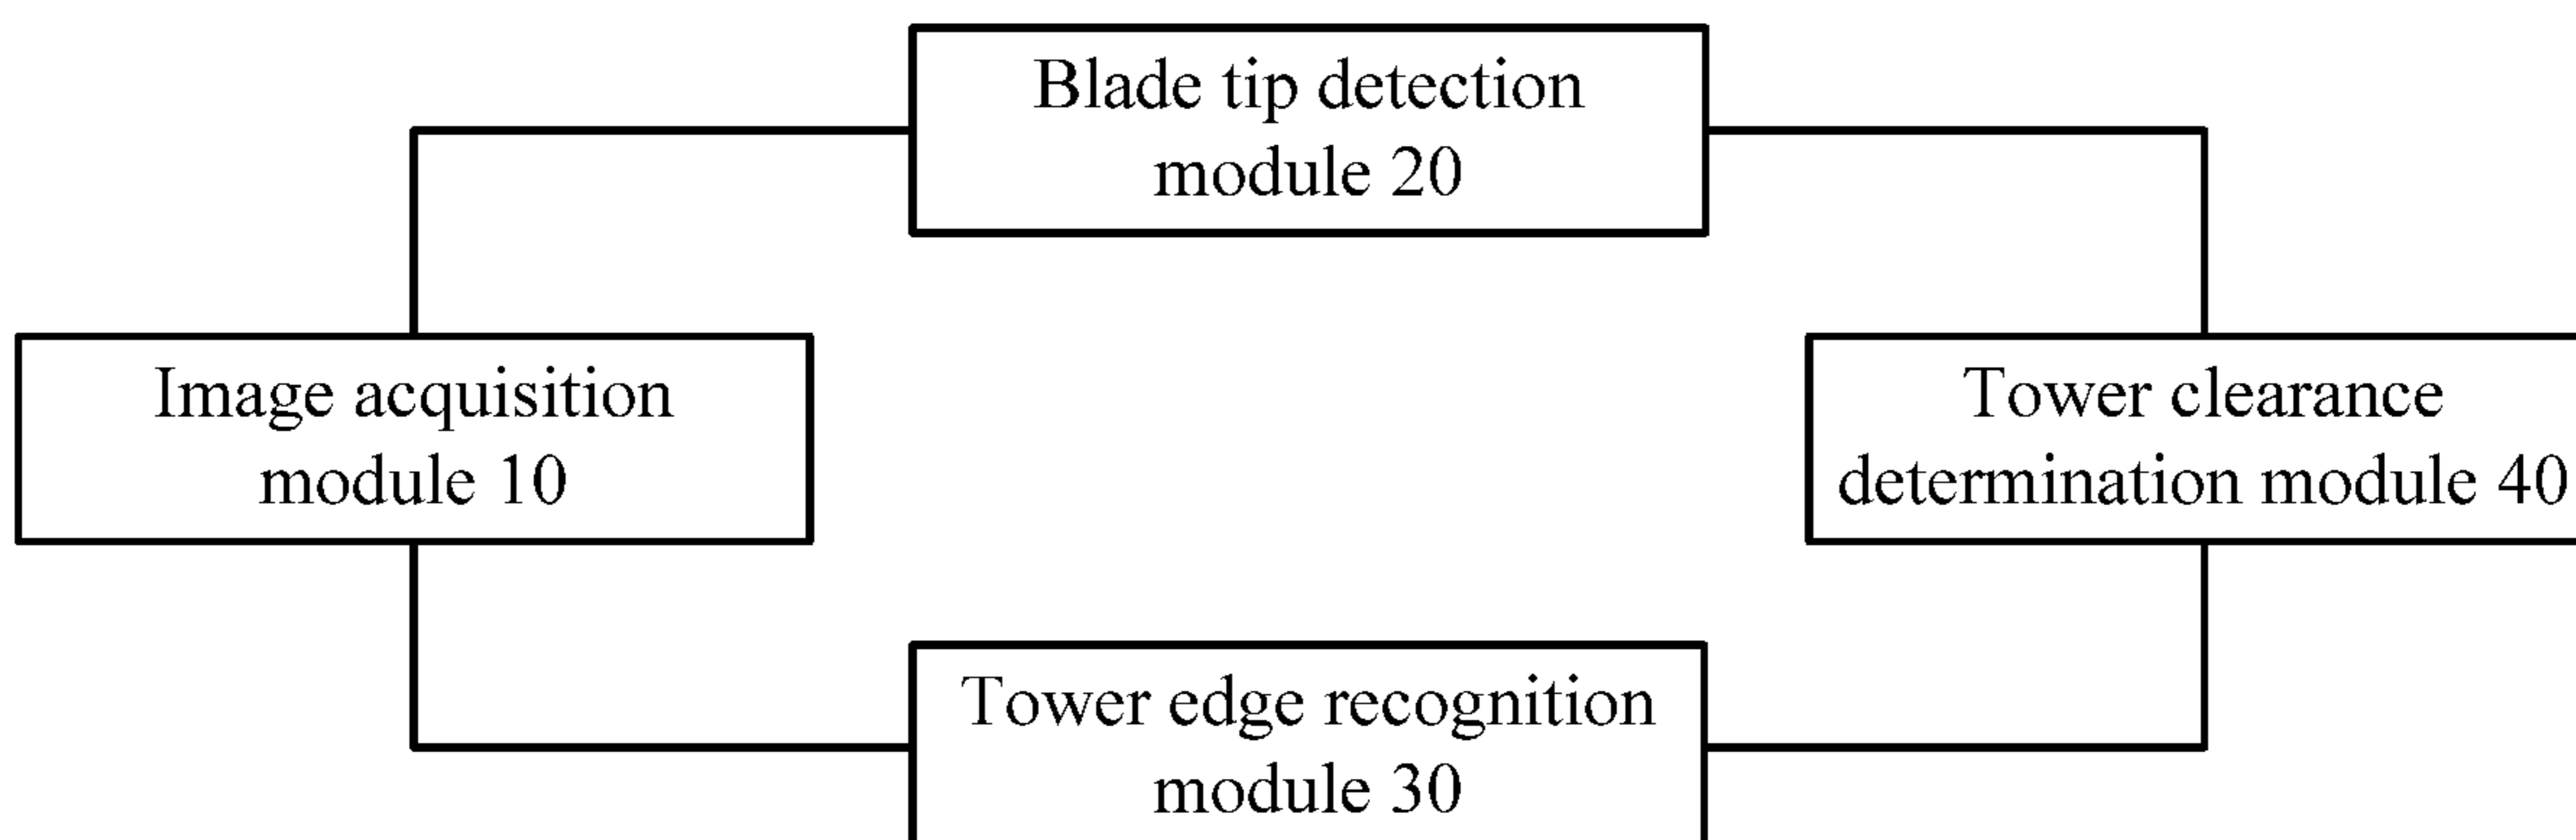 Blade tip detection
module 20
Image acquisition
module 10
Tower clearance
determination module 40
Tower edge recognition
module 30